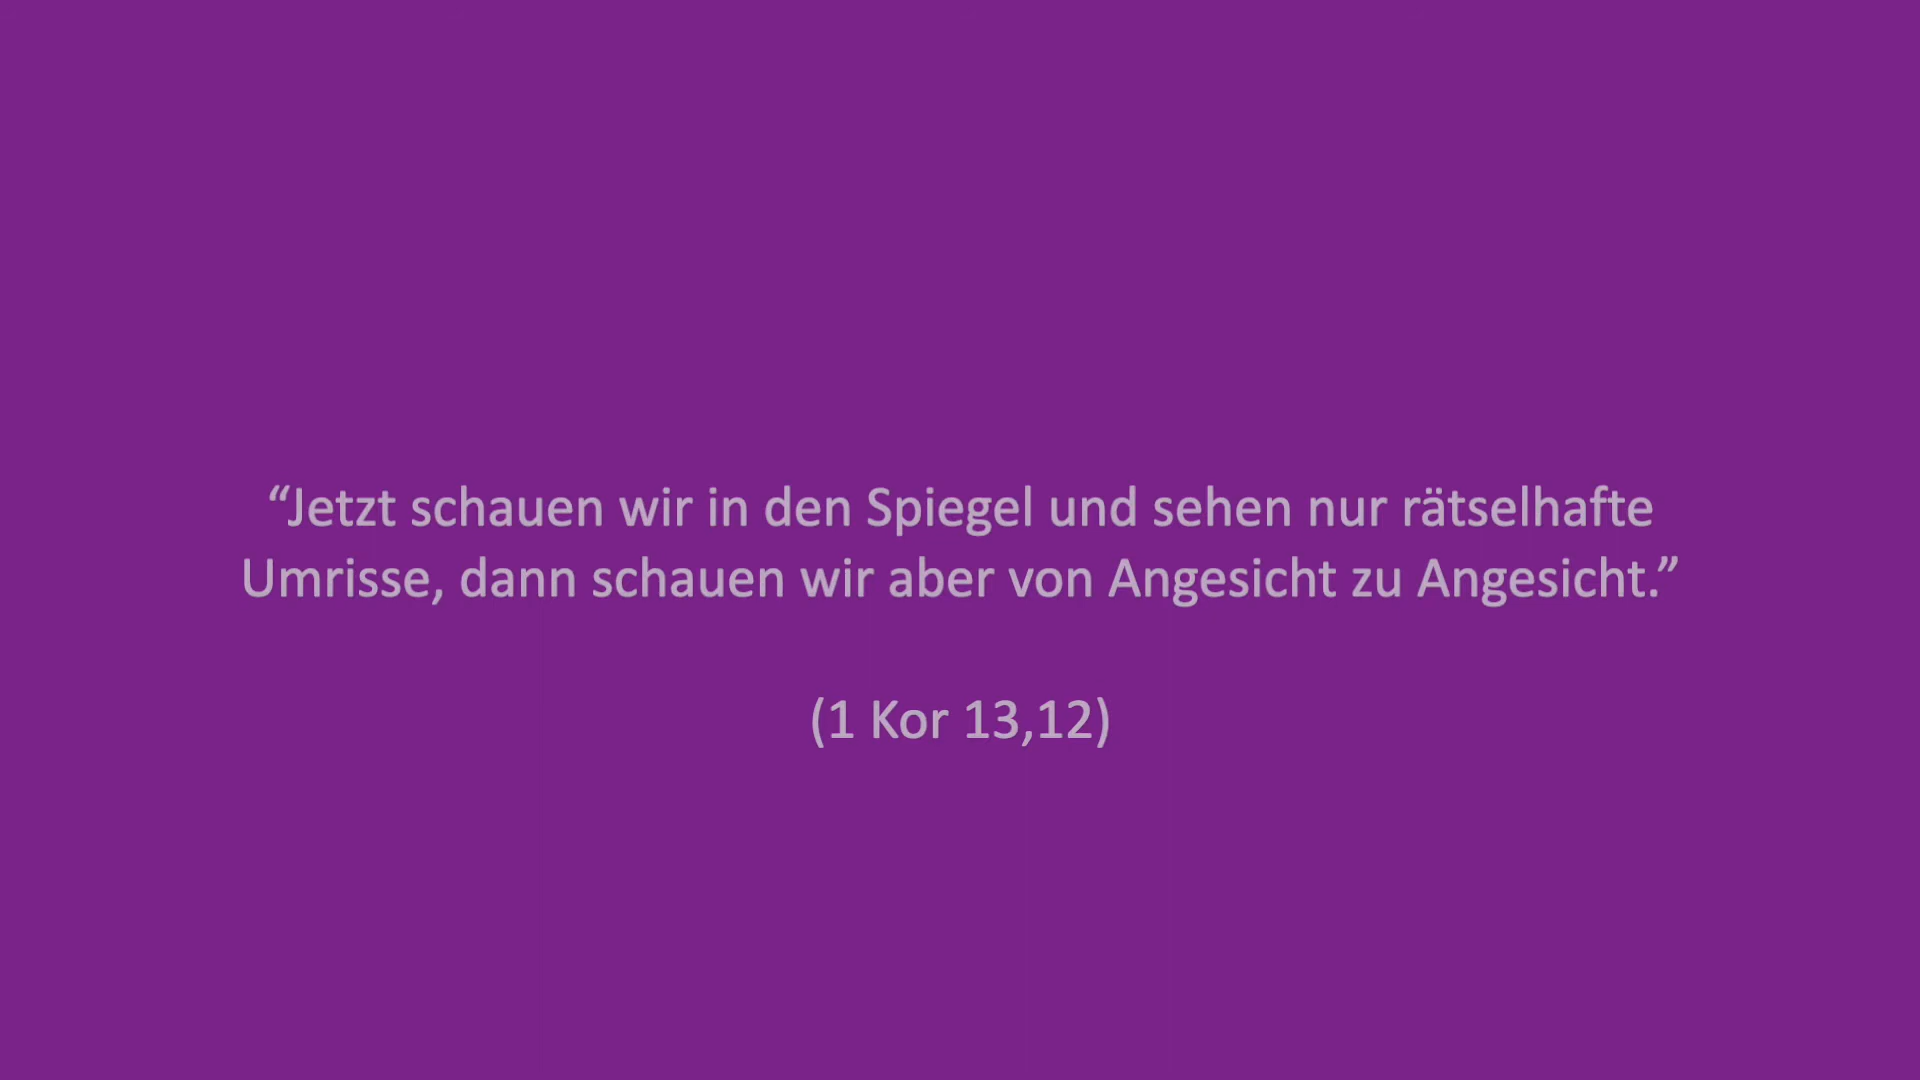 “Jetzt schauen wir in den Spiegel und sehen nur rätselhafte
Umrisse, dann schauen wir aber von Angesicht zu Angesicht.”
(1 Kor 13,12)